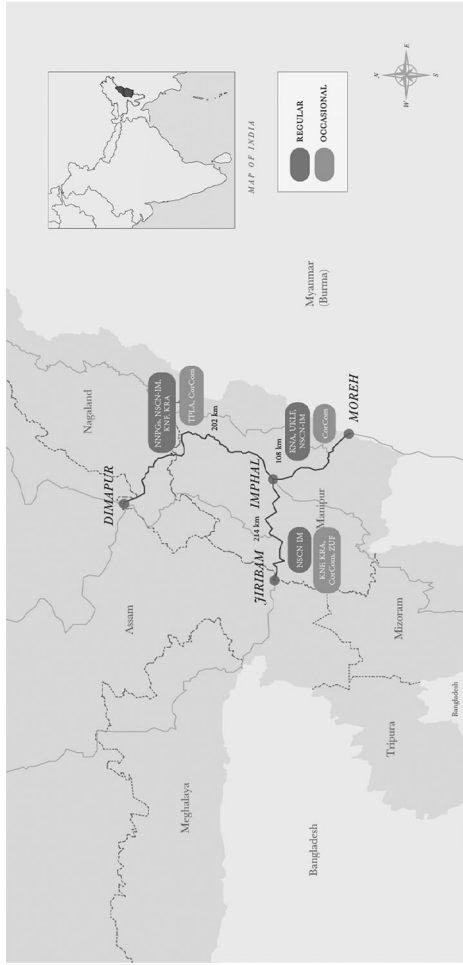 MAP OF INDIA
REGULAR
OCCASIONAL
N
E
S
W
Nagaland
DIMAPUR
NNPGs, NSCN-IM,
KNF, KRA
TPLA, CorCom
202 km
Assam
Meghalaya
JIRIBAM
214 km
IMPHAL
108 km
KNA, UKLF,
NSCN-IM
CorCom
MOREH
Myanmar
(Burma)
NSCN-IM
KNF, KRA,
CorCom, ZUF
Manipur
Mizoram
Tripura
Bangladesh
Bangladesh